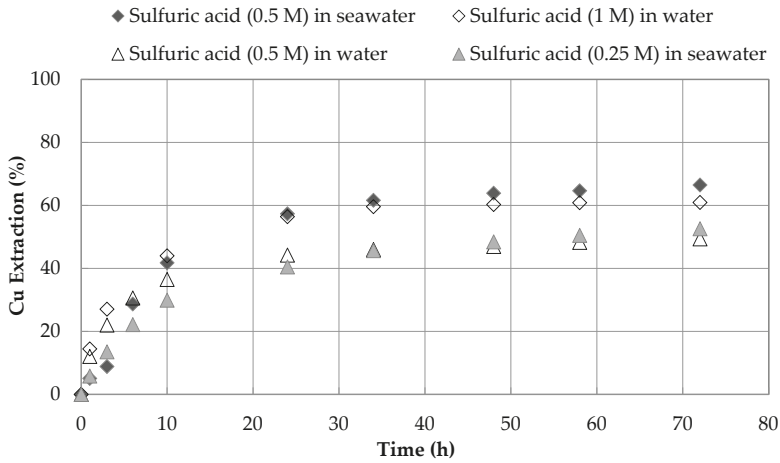 Sulfuric acid (0.5 M) in seawater
Sulfuric acid (1 M) in water
Sulfuric acid (0.5 M) in water
Sulfuric acid (0.25 M) in seawater
100
80
60
40
20
0
Cu Extraction (%)
0 10 20 30 40 50 60 70 80
Time (h)